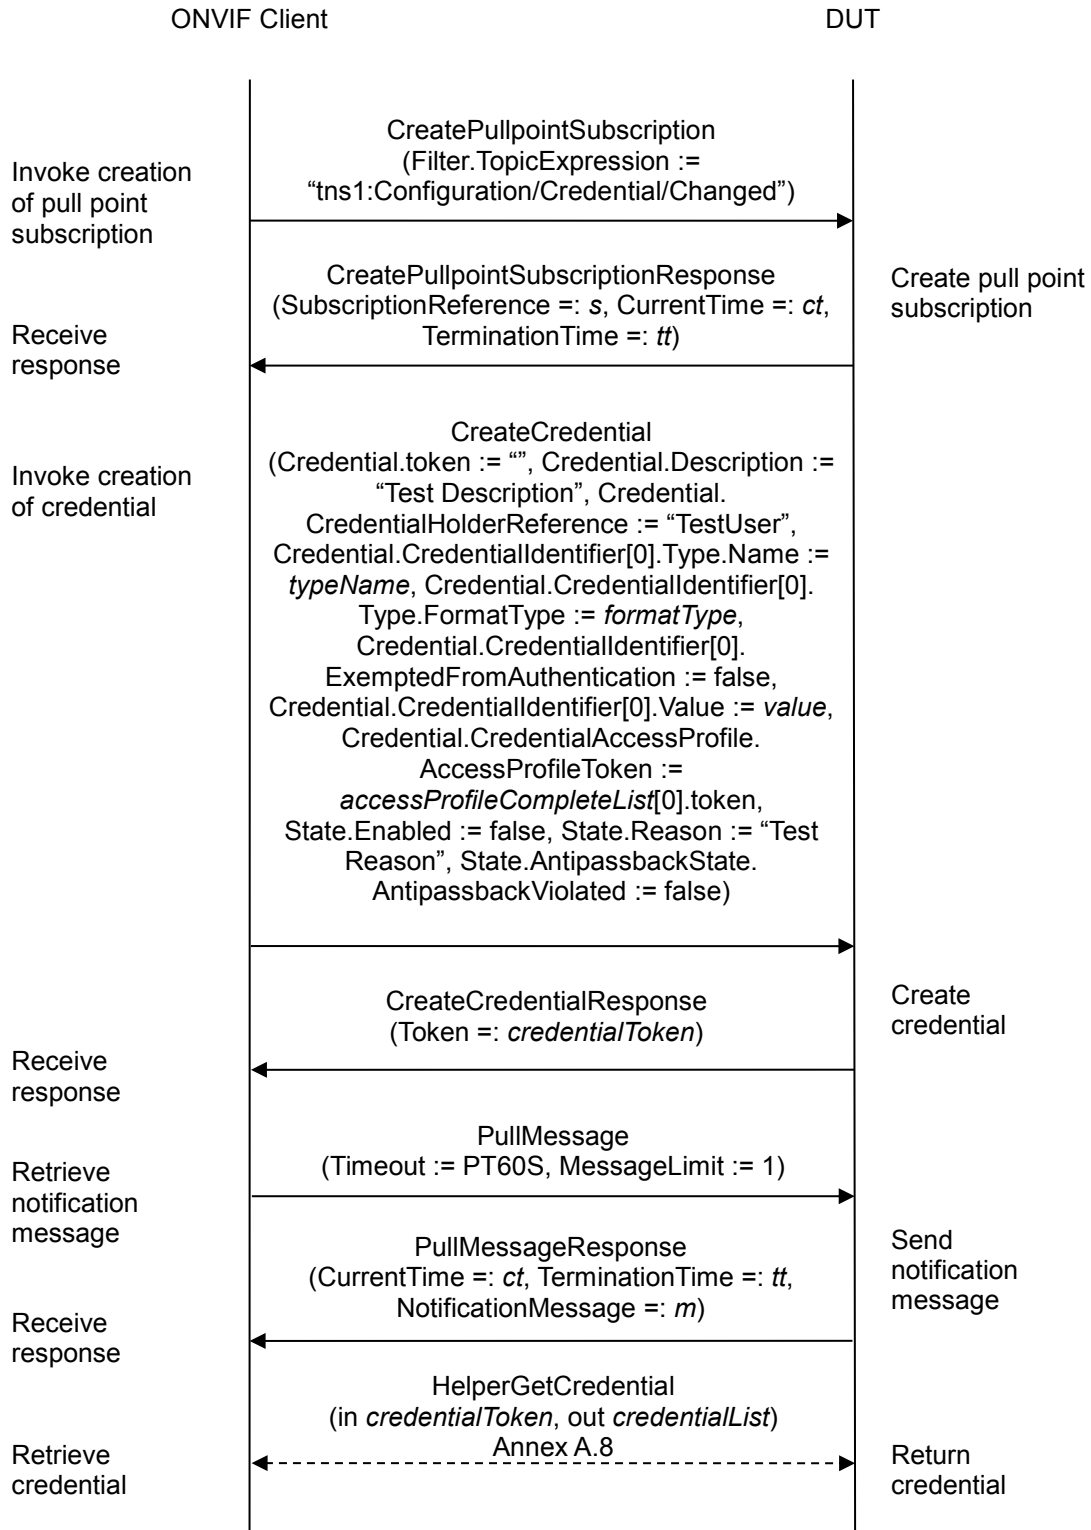 ONVIF Client
DUT
CreatePullpointSubscription
(Filter.TopicExpression :=
“tns1:Configuration/Credential/Changed”)
Invoke creation
of pull point
subscription
CreatePullpointSubscriptionResponse
(SubscriptionReference =: s, CurrentTime =: ct,
TerminationTime =: tt)
Create pull point
subscription
Receive
response
CreateCredential
(Credential.token := “”, Credential.Description :=
“Test Description”, Credential.
CredentialHolderReference := “TestUser”,
Credential.CredentialIdentifier[0].Type.Name :=
typeName, Credential.CredentialIdentifier[0].
Type.FormatType := formatType,
Credential.CredentialIdentifier[0].
ExemptedFromAuthentication := false,
Credential.CredentialIdentifier[0].Value := value,
Credential.CredentialAccessProfile.
AccessProfileToken :=
accessProfileCompleteList[0].token,
State.Enabled := false, State.Reason := “Test
Reason”, State.AntipassbackState.
AntipassbackViolated := false)
Invoke creation
of credential
CreateCredentialResponse
(Token =: credentialToken)
Create
credential
Receive
response
PullMessage
(Timeout := PT60S, MessageLimit := 1)
Retrieve
notification
message
PullMessageResponse
(CurrentTime =: ct, TerminationTime =: tt,
NotificationMessage =: m)
Send
notification
message
Receive
response
HelperGetCredential
(in credentialToken, out credentialList)
Annex A.8
Retrieve
credential
Return
credential